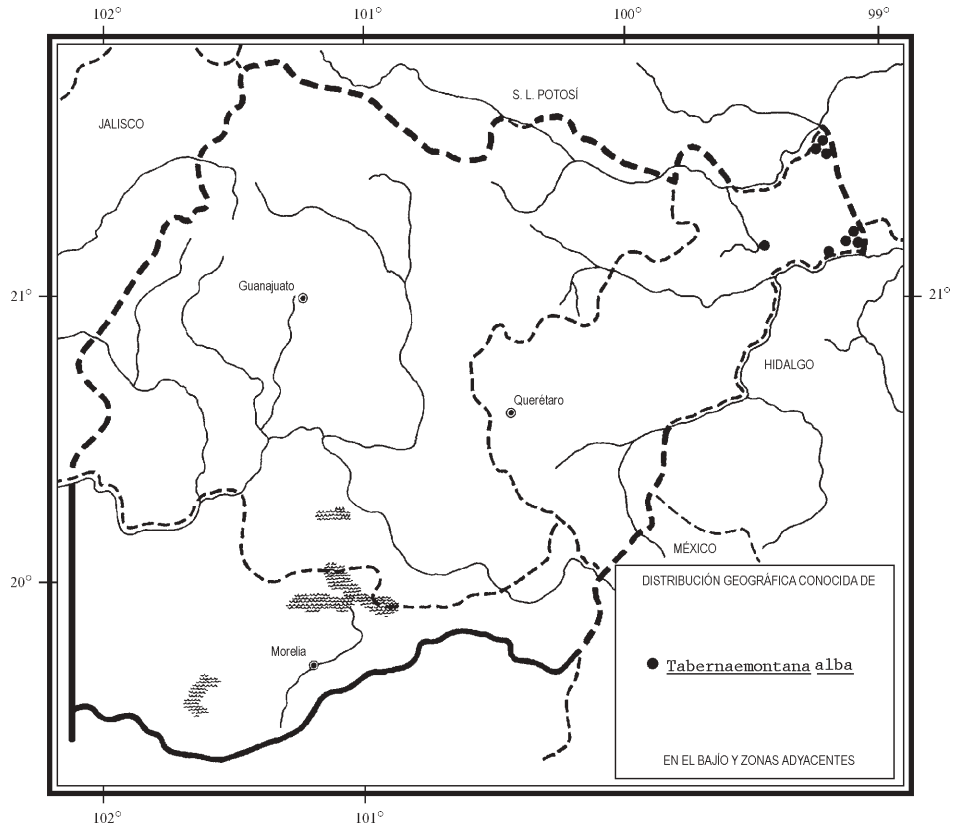 102° 101° 100° 99°
S. L. POTOSÍ
JALISCO
Guanajuato
21° 21°
HIDALGO
Querétaro
MÉXICO
20°
DISTRIBUCIÓN GEOGRÁFICA CONOCIDA DE
Morelia
Tabernaemontana alba
EN EL BAJÍO Y ZONAS ADYACENTES
102° 101°